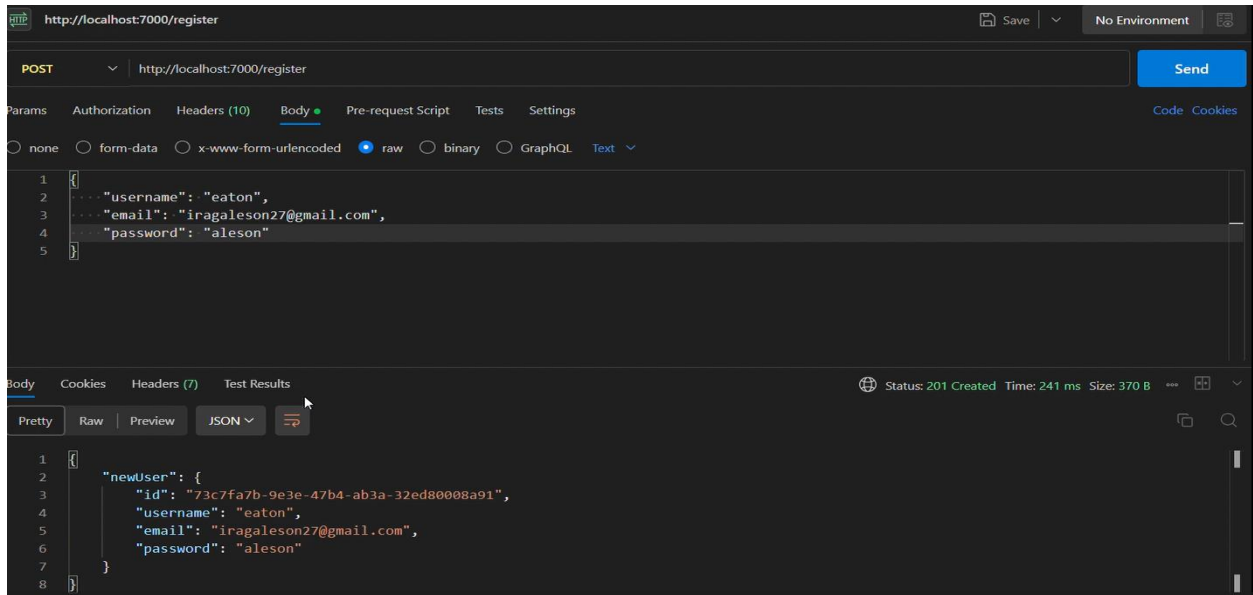 HTTP http://localhost:7000/register Save No Environment
POST http://localhost:7000/register Send
Params Authorization Headers (10) Body Pre-request Script Tests Settings Code Cookies
none form-data x-www-form-urlencoded raw binary GraphQL Text
1 {
2 ····"username":·"eaton",
3 ····"email":·"iragaleson27@gmail.com",
4 ····"password":·"aleson"
5 }
Body Cookies Headers (7) Test Results Status: 201 Created Time: 241 ms Size: 370 B
Pretty Raw Preview JSON
1 {
2 "newUser": {
3 "id": "73c7fa7b-9e3e-47b4-ab3a-32ed80008a91",
4 "username": "eaton",
5 "email": "iragaleson27@gmail.com",
6 "password": "aleson"
7 }
8 }